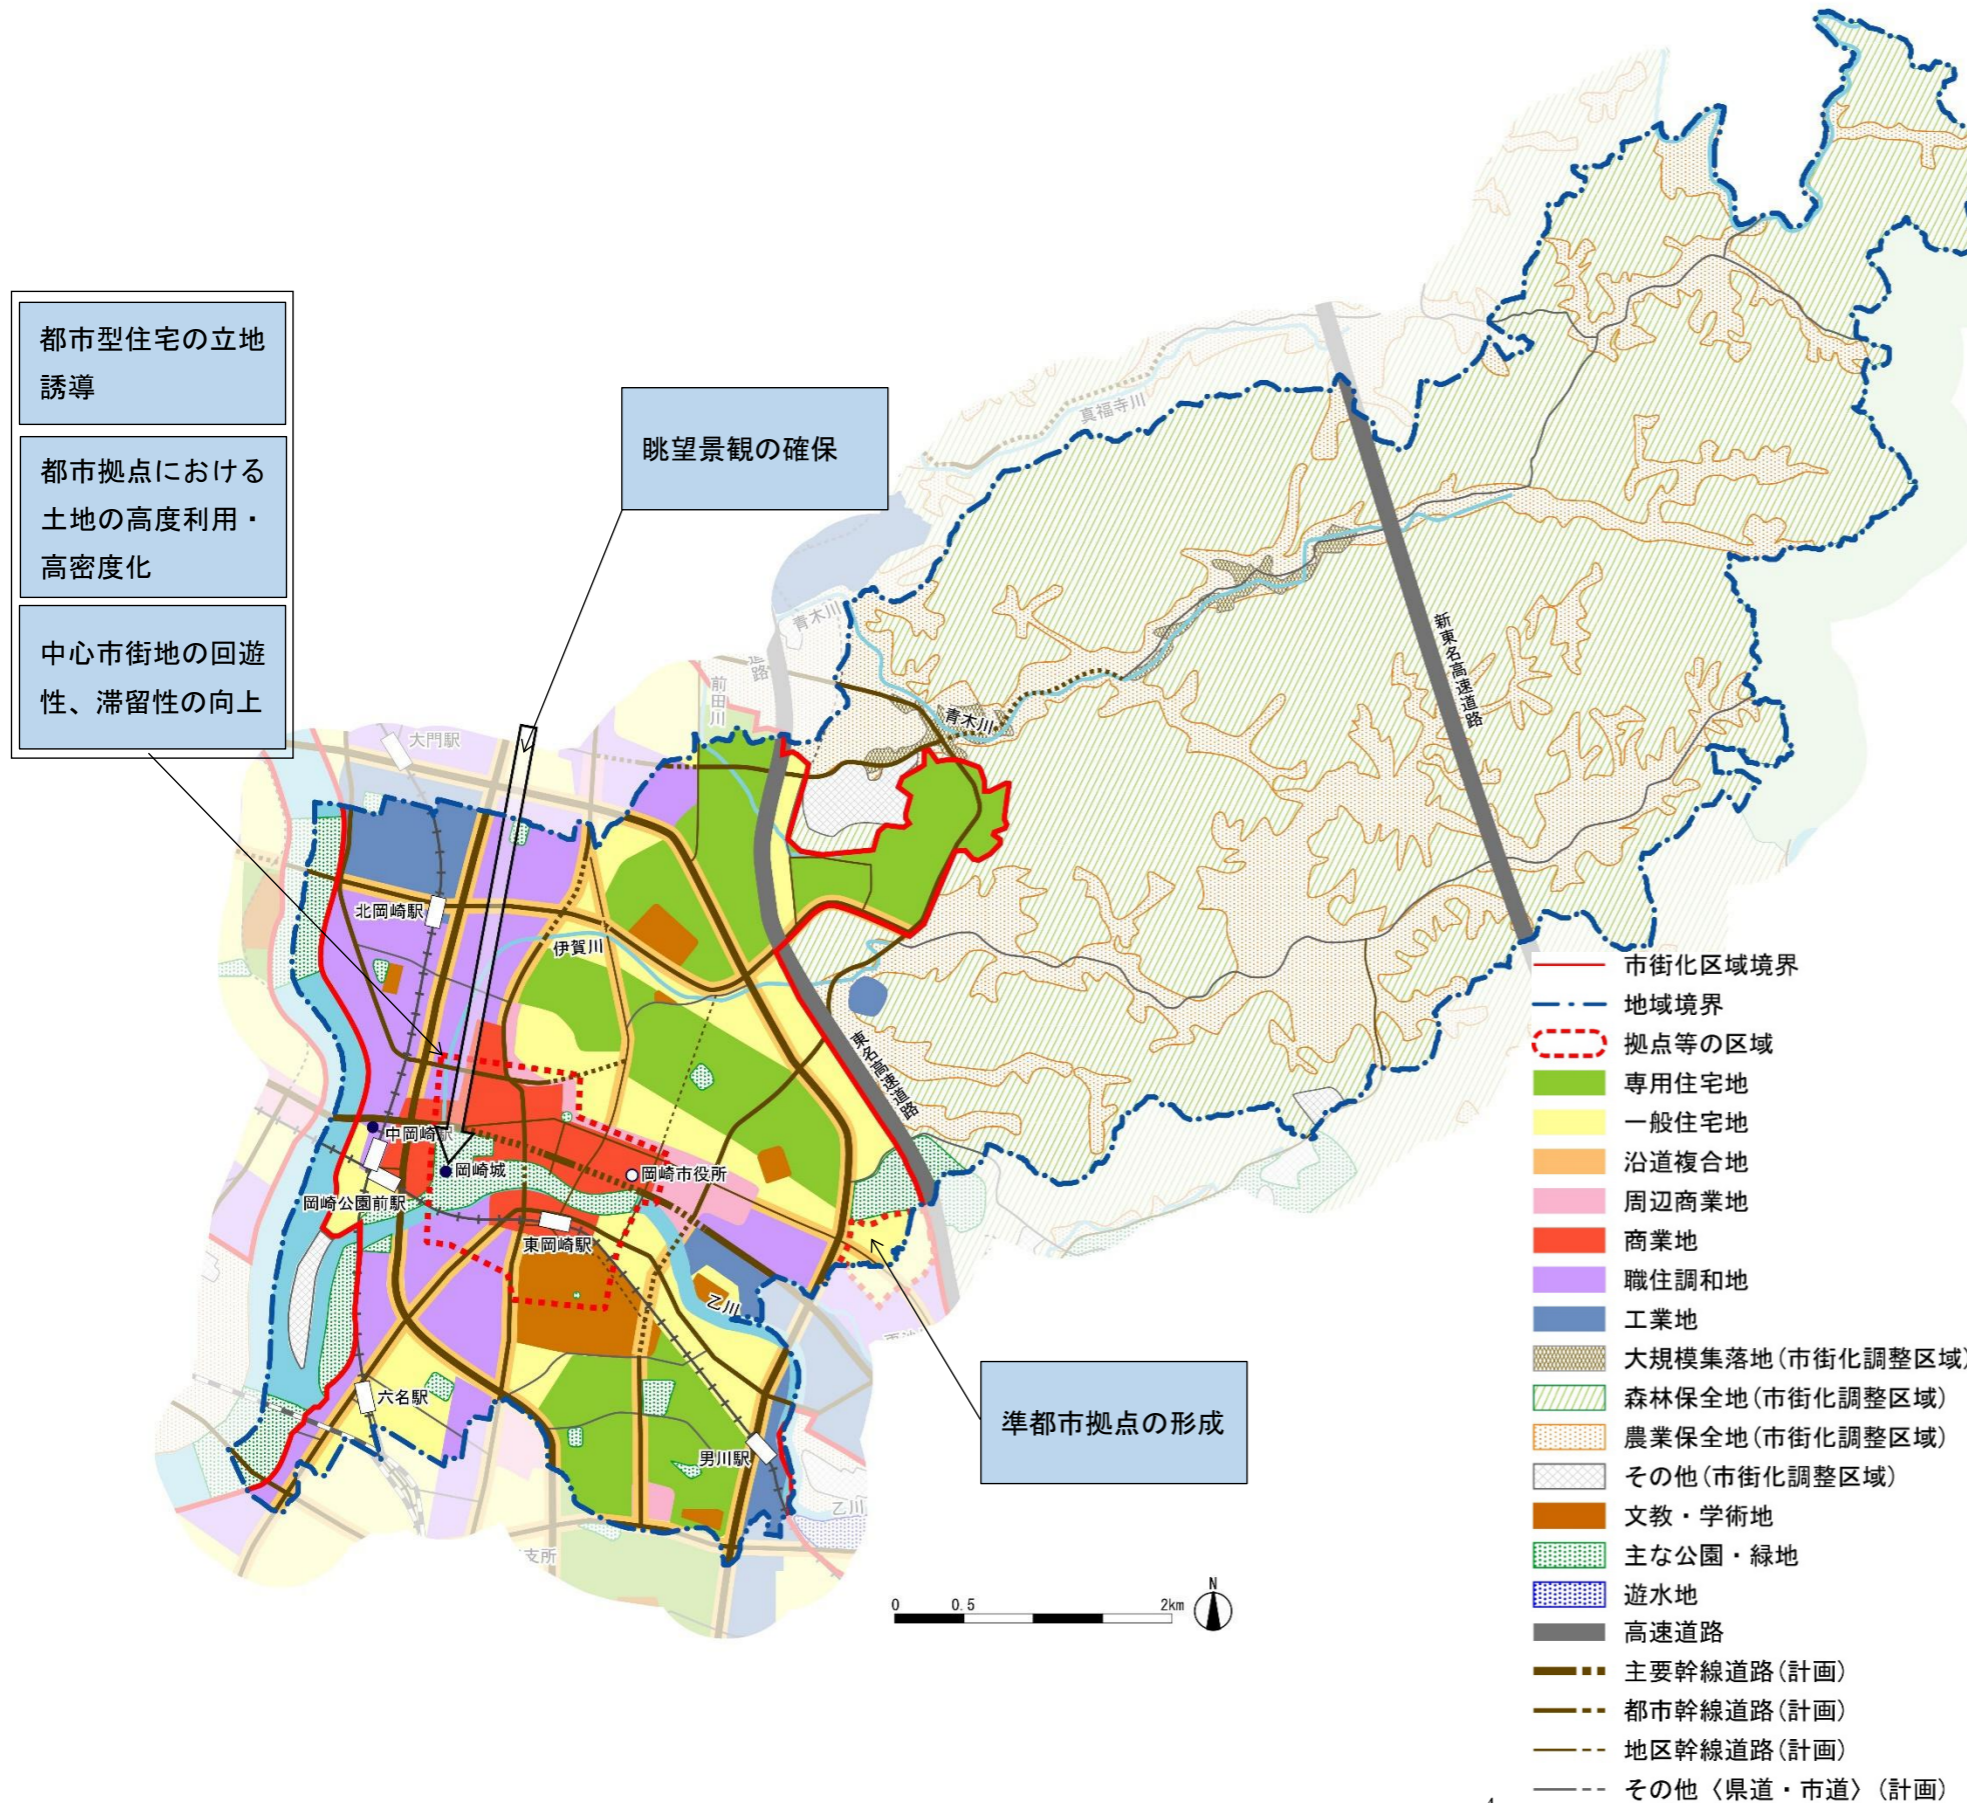 都市型住宅の立地
誘導
都市拠点における
土地の高度利用・
高密度化
中心市街地の回遊
性、滞留性の向上
眺望景観の確保
準都市拠点の形成
真福寺川
青木川
道路
前田川
大門駅
青木川
新東名高速道路
北岡崎駅
伊賀川
東名高速道路
中岡崎駅
岡崎城
岡崎市役所
岡崎公園前駅
東岡崎駅
乙川
六名駅
男川駅
乙川
支所
0 0.5 2km
N
市街化区域境界
地域境界
拠点等の区域
専用住宅地
一般住宅地
沿道複合地
周辺商業地
商業地
職住調和地
工業地
大規模集落地(市街化調整区域)
森林保全地(市街化調整区域)
農業保全地(市街化調整区域)
その他(市街化調整区域)
文教・学術地
主な公園・緑地
遊水地
高速道路
主要幹線道路(計画)
都市幹線道路(計画)
地区幹線道路(計画)
その他〈県道・市道〉(計画)